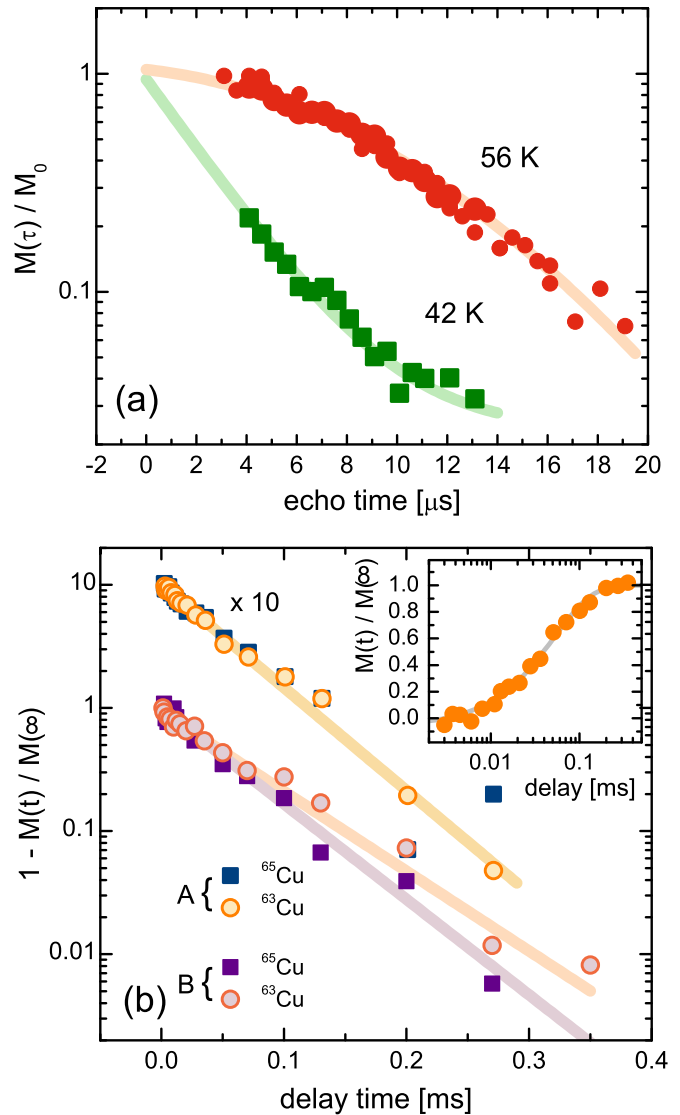 1
0.1
M(τ) / M0
56 K
42 K
(a)
-2 0 2 4 6 8 10 12 14 16 18 20
echo time [μs]
10
1
0.1
0.01
1 - M(t) / M(∞)
x 10
M(t) / M(∞)
1.0
0.8
0.6
0.4
0.2
0.0
0.01 0.1
delay [ms]
A {
65Cu
63Cu
B {
65Cu
63Cu
(b)
0.0 0.1 0.2 0.3 0.4
delay time [ms]